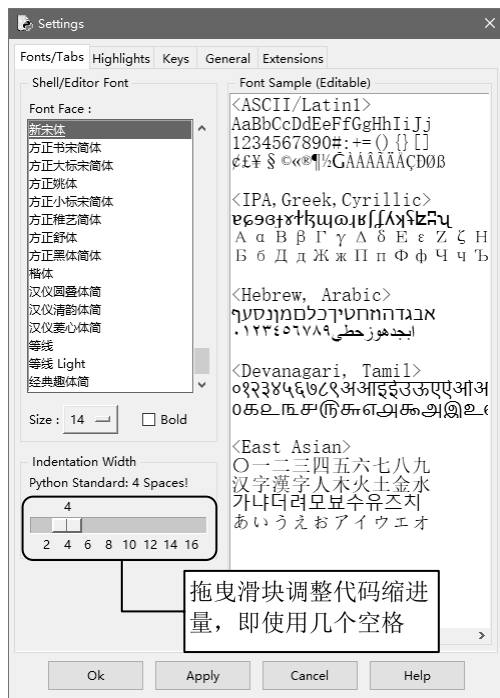 Settings
Fonts/Tabs Highlights Keys General Extensions
Shell/Editor Font
Font Face :
新宋体
方正书宋简体
方正大标宋简体
方正姚体
方正小标宋简体
方正稚艺简体
方正舒体
方正黑体简体
楷体
汉仪圆叠体简
汉仪清韵体简
汉仪菱心体简
等线
等线 Light
经典趣体简
Size : 14
Bold
Indentation Width
Python Standard: 4 Spaces!
4
2 4 6 8 10 12 14 16
Font Sample (Editable)
<ASCII/Latin1>
AaBbCcDdEeFfGgHhIiJj
1234567890#:+=(){}[]
¢£¥§©«®¶½ĞÀÁÂÃÄÅÇÐØß
<IPA,Greek,Cyrillic>
ΑαΒβΓγΔδΕεΖζΗ
БбДдЖжПпФфЧчЪ
<Hebrew, Arabic>
אבגדהוזחטיךכלםמןנסעף
ابجدهوزحطي٠١٢٣٤٥٦٧٨٩
<Devanagari, Tamil>
०१२३४५६७८९अआइईउऊएऐओऔ
<East Asian>
〇一二三四五六七八九
汉字漢字人木火土金水
가냐더려모뵤수유즈치
あいうえおアイウエオ
拖曳滑块调整代码缩进
量，即使用几个空格
Ok Apply Cancel Help